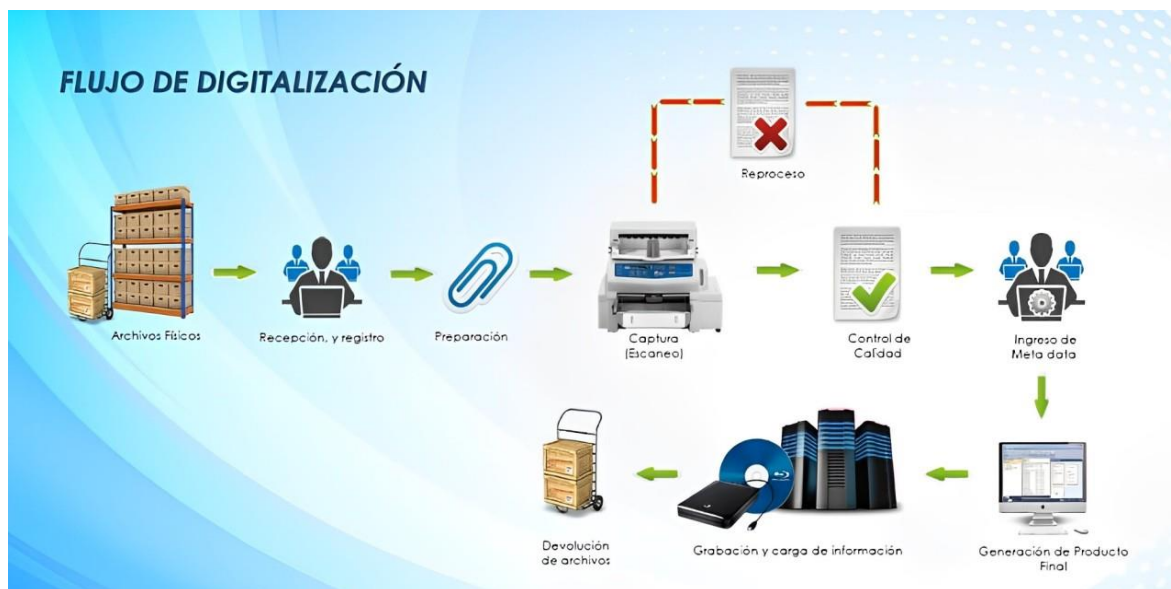 FLUJO DE DIGITALIZACIÓN
Reproceso
Archivos Físicos
Recepción, y registro
Preparación
Captura
(Escaneo)
Control de
Calidad
Ingreso de
Meta data
Devolución
de archivos
Grabación y carga de información
Generación de Producto
Final